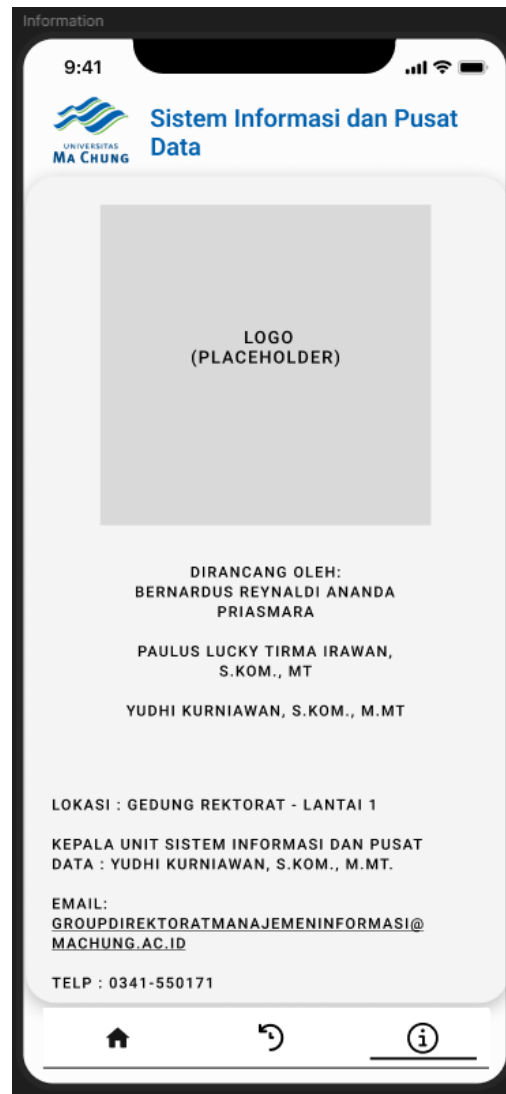 Information
9:41
Sistem Informasi dan Pusat
Data
UNIVERSITAS
MA CHUNG
LOGO
(PLACEHOLDER)
DIRANCANG OLEH:
BERNARDUS REYNALDI ANANDA
PRIASMARA
PAULUS LUCKY TIRMA IRAWAN,
S.KOM., MT
YUDHI KURNIAWAN, S.KOM., M.MT
LOKASI : GEDUNG REKTORAT - LANTAI 1
KEPALA UNIT SISTEM INFORMASI DAN PUSAT
DATA : YUDHI KURNIAWAN, S.KOM., M.MT.
EMAIL:
GROUPDIREKTORATMANAJEMENINFORMASI@
MACHUNG.AC.ID
TELP : 0341-550171